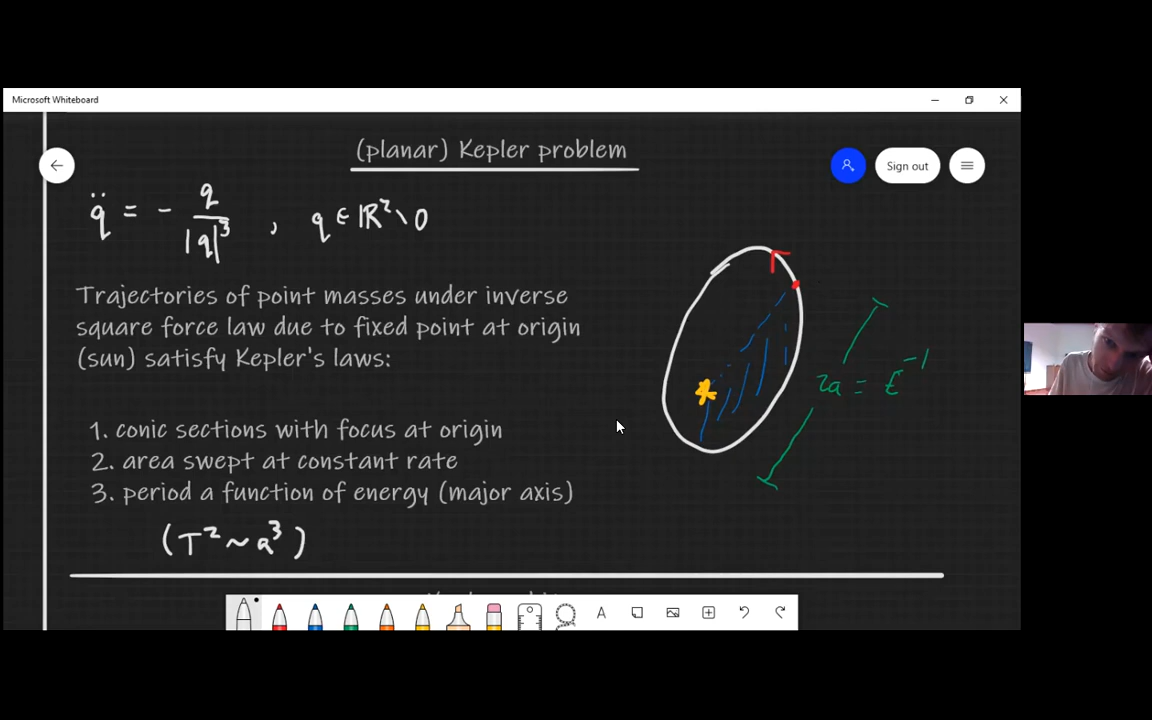 Microsoft Whiteboard
(planar) Kepler problem
Sign out
q̈ = - q/|q|³ , q ∈ ℝ² \ 0
Trajectories of point masses under inverse
square force law due to fixed point at origin
(sun) satisfy Kepler's laws:
2a = E⁻¹
1. conic sections with focus at origin
2. area swept at constant rate
3. period a function of energy (major axis)
(T² ~ a³)